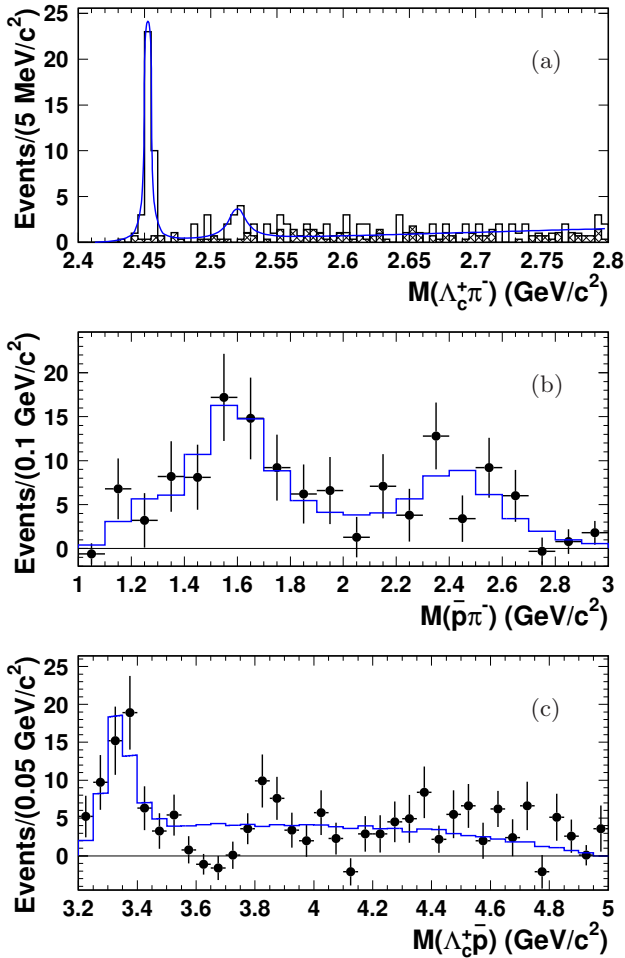 Events/(5 MeV/c²)
25
20
15
10
5
0
(a)
2.4 2.45 2.5 2.55 2.6 2.65 2.7 2.75 2.8
M(Λc⁺π⁻) (GeV/c²)
Events/(0.1 GeV/c²)
20
15
10
5
0
(b)
1 1.2 1.4 1.6 1.8 2 2.2 2.4 2.6 2.8 3
M(p̄π⁻) (GeV/c²)
Events/(0.05 GeV/c²)
25
20
15
10
5
0
(c)
3.2 3.4 3.6 3.8 4 4.2 4.4 4.6 4.8 5
M(Λc⁺p̄) (GeV/c²)